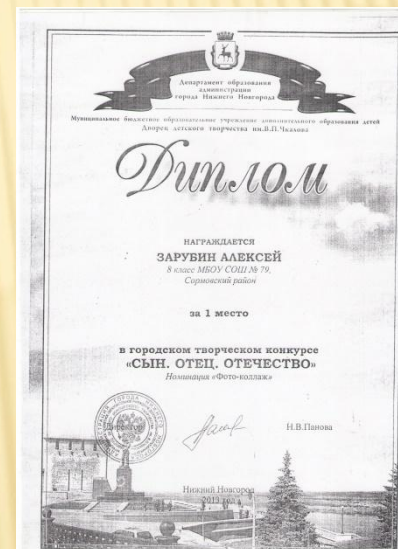 Департамент образования
администрации
города Нижнего Новгорода
Муниципальное бюджетное образовательное учреждение дополнительного образования детей
Дворец детского творчества им.В.П.Чкалова
Диплом
НАГРАЖДАЕТСЯ
ЗАРУБИН АЛЕКСЕЙ
8 класс МБОУ СОШ № 79,
Сормовский район
за 1 место
в городском творческом конкурсе
«СЫН. ОТЕЦ. ОТЕЧЕСТВО»
Номинация «Фото-коллаж»
Директор Н.В.Панова
Нижний Новгород